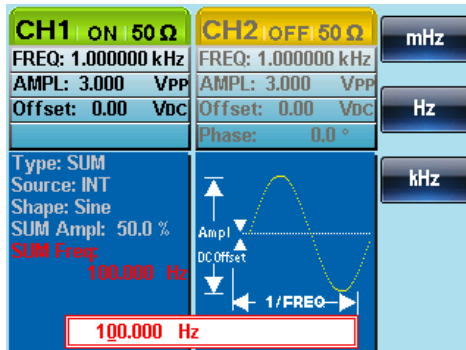 CH1 ON 50 Ω
FREQ: 1.000000 kHz
AMPL: 3.000 VPP
Offset: 0.00 VDC
CH2 OFF 50 Ω
FREQ: 1.000000 kHz
AMPL: 3.000 VPP
Offset: 0.00 VDC
Phase: 0.0 °
mHz
Hz
kHz
Type: SUM
Source: INT
Shape: Sine
SUM Ampl: 50.0 %
SUM Freq:
100.000 Hz
Ampl
DC Offset
1/FREQ
100.000 Hz